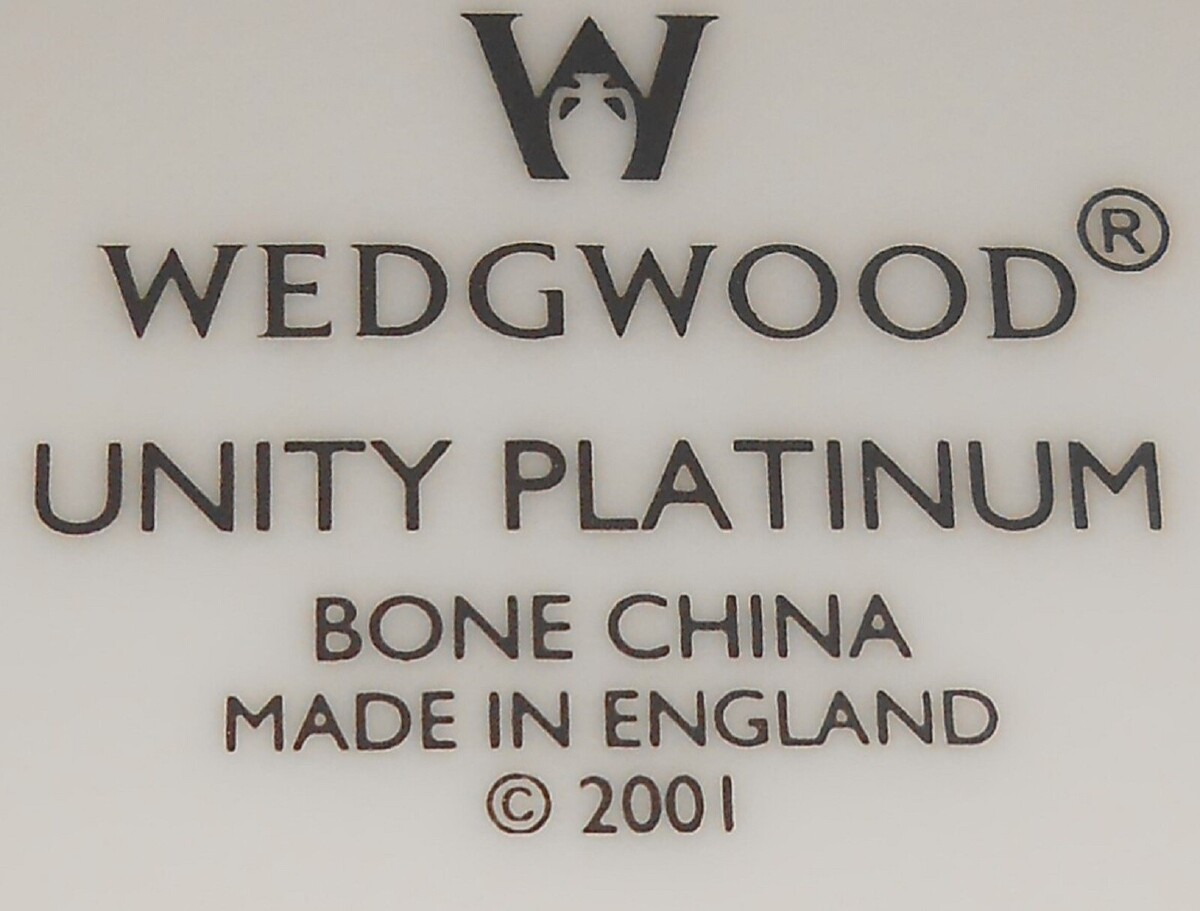 W
WEDGWOOD®
UNITY PLATINUM
BONE CHINA
MADE IN ENGLAND
© 2001